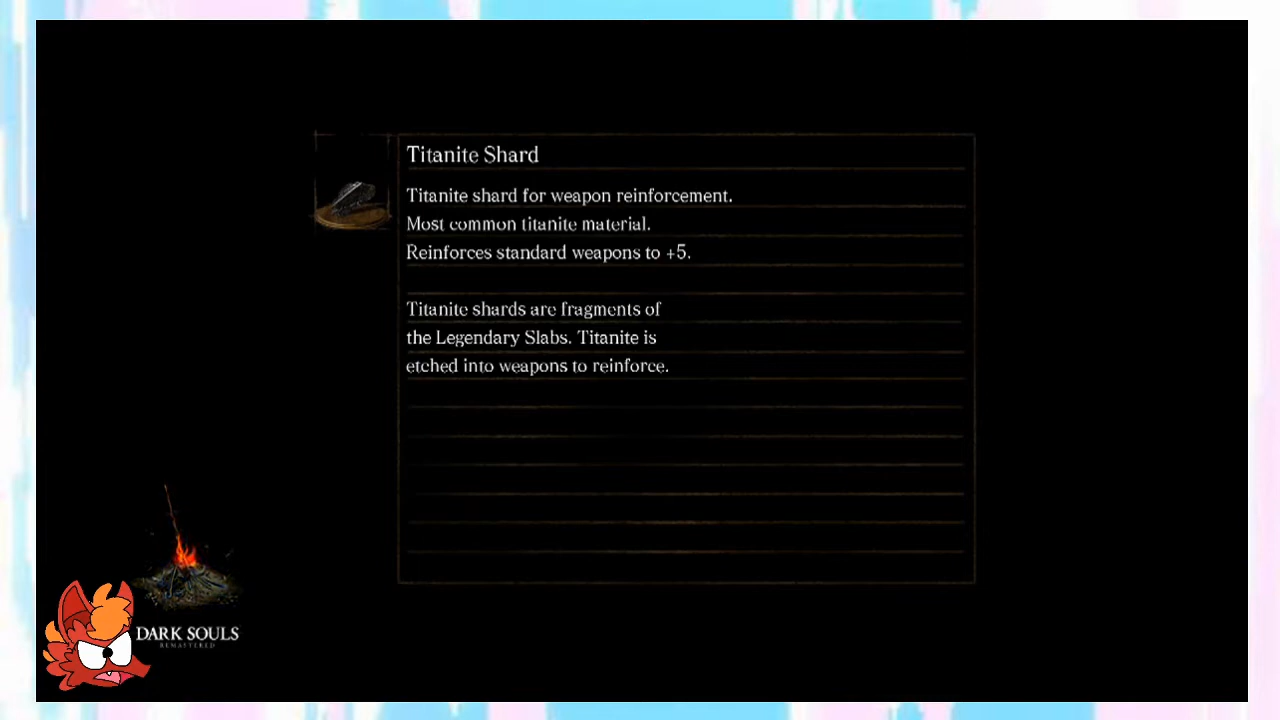 Titanite Shard
Titanite shard for weapon reinforcement.
Most common titanite material.
Reinforces standard weapons to +5.
Titanite shards are fragments of
the Legendary Slabs. Titanite is
etched into weapons to reinforce.
DARK SOULS
REMASTERED